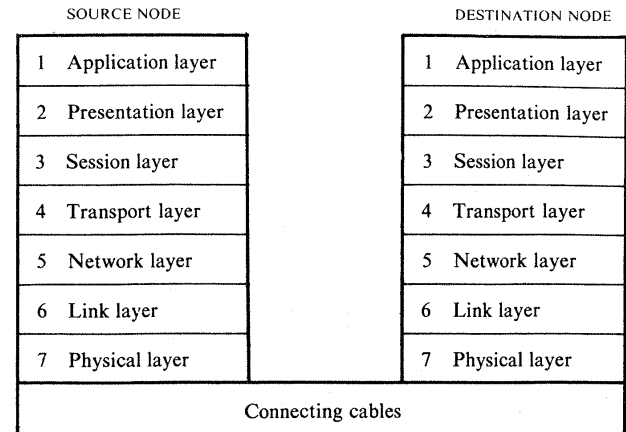 SOURCE NODE
1 Application layer
2 Presentation layer
3 Session layer
4 Transport layer
5 Network layer
6 Link layer
7 Physical layer
DESTINATION NODE
1 Application layer
2 Presentation layer
3 Session layer
4 Transport layer
5 Network layer
6 Link layer
7 Physical layer
Connecting cables